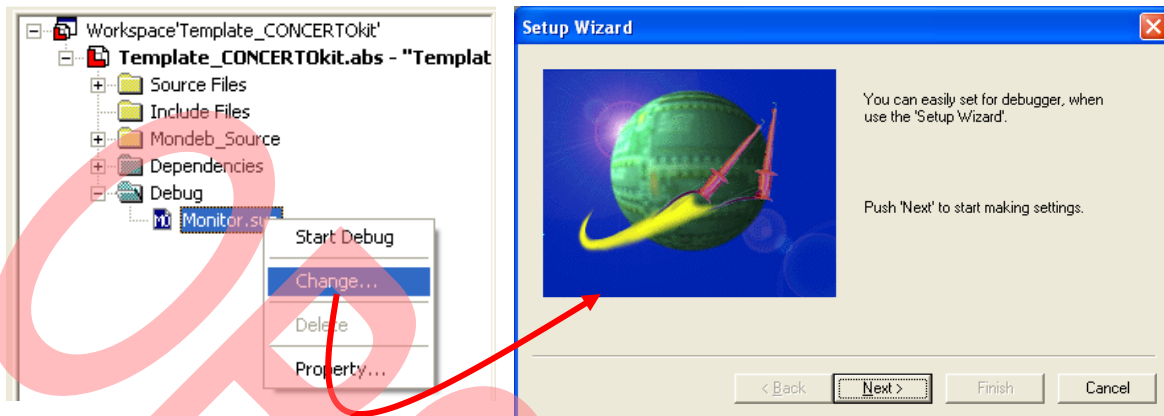 Workspace'Template_CONCERTOkit'
Template_CONCERTOkit.abs - "Templat
Source Files
Include Files
Mondeb_Source
Dependencies
Debug
Start Debug
Change...
Delete
Property...
Setup Wizard
You can easily set for debugger, when
use the 'Setup Wizard'.
Push 'Next' to start making settings.
< Back
Next >
Finish
Cancel